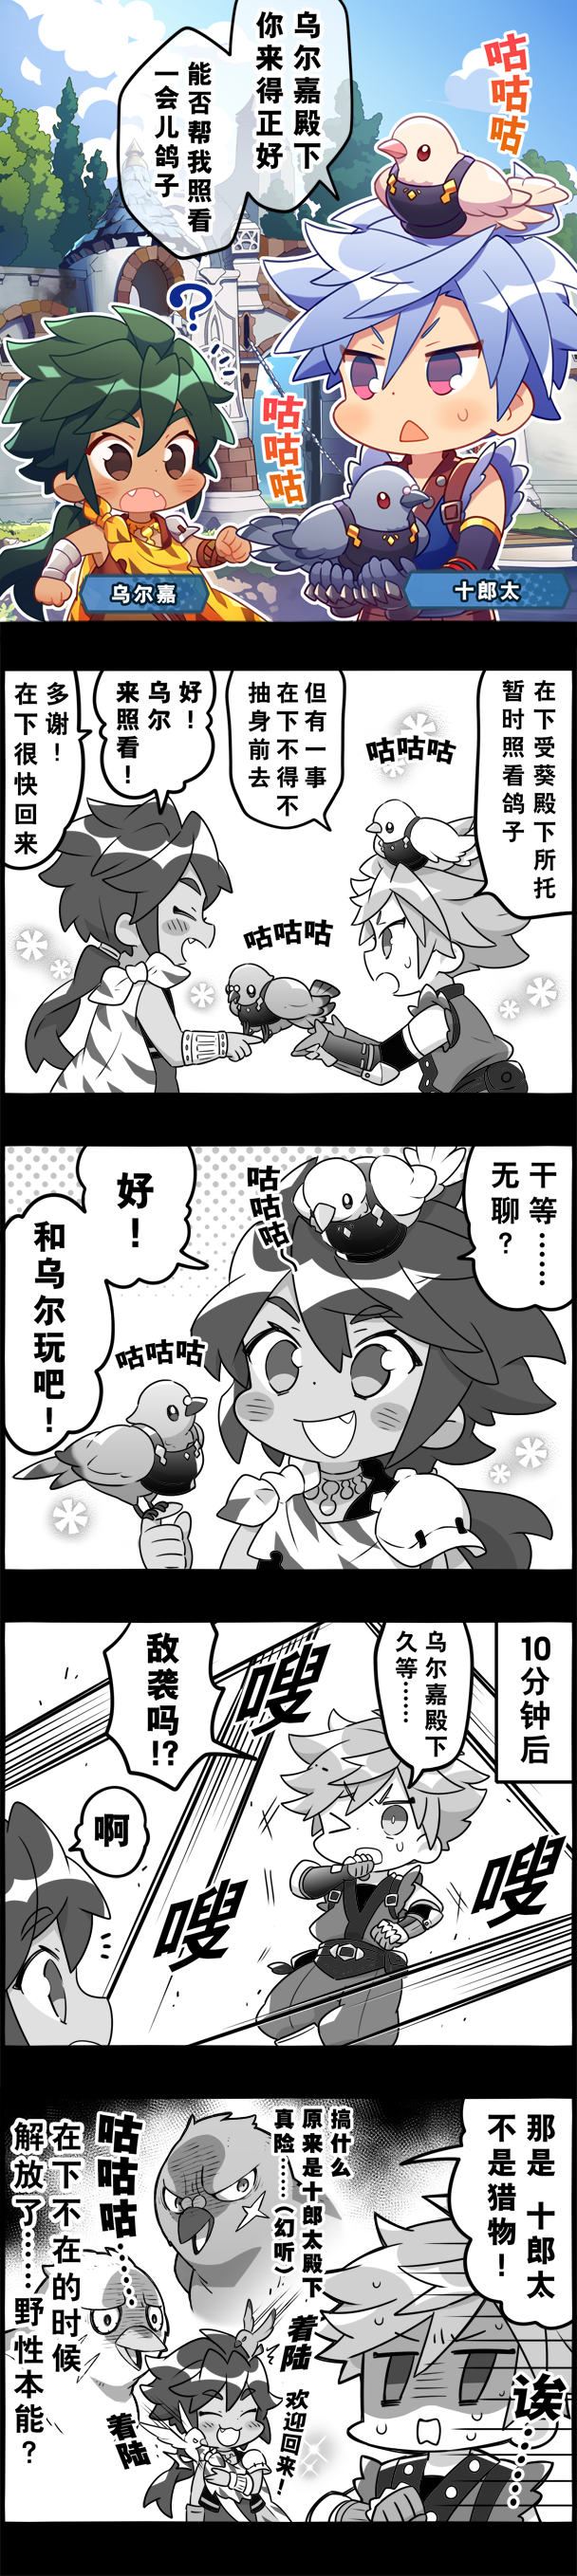 乌尔嘉殿下
你来得正好
能否帮我照看
一会儿鸽子
咕咕咕
?
咕咕咕
乌尔嘉
十郎太
在下受葵殿下所托
暂时照看鸽子
咕咕咕
但有一事
在下不得不
抽身前去
好！
乌尔
来照看！
多谢！
在下很快回来
咕咕咕
干等……
无聊？
咕咕咕
好！
和乌尔玩吧！
咕咕咕
10分钟后
乌尔嘉殿下
久等……
嗖
敌袭吗!?
啊
嗖
嗖
那是 十郎太
不是猎物！
诶…………
搞什么
原来是十郎太殿下
真险……（幻听）
咕咕咕……
着陆
欢迎回来！
着陆
在下不在的时候
解放了……野性本能？